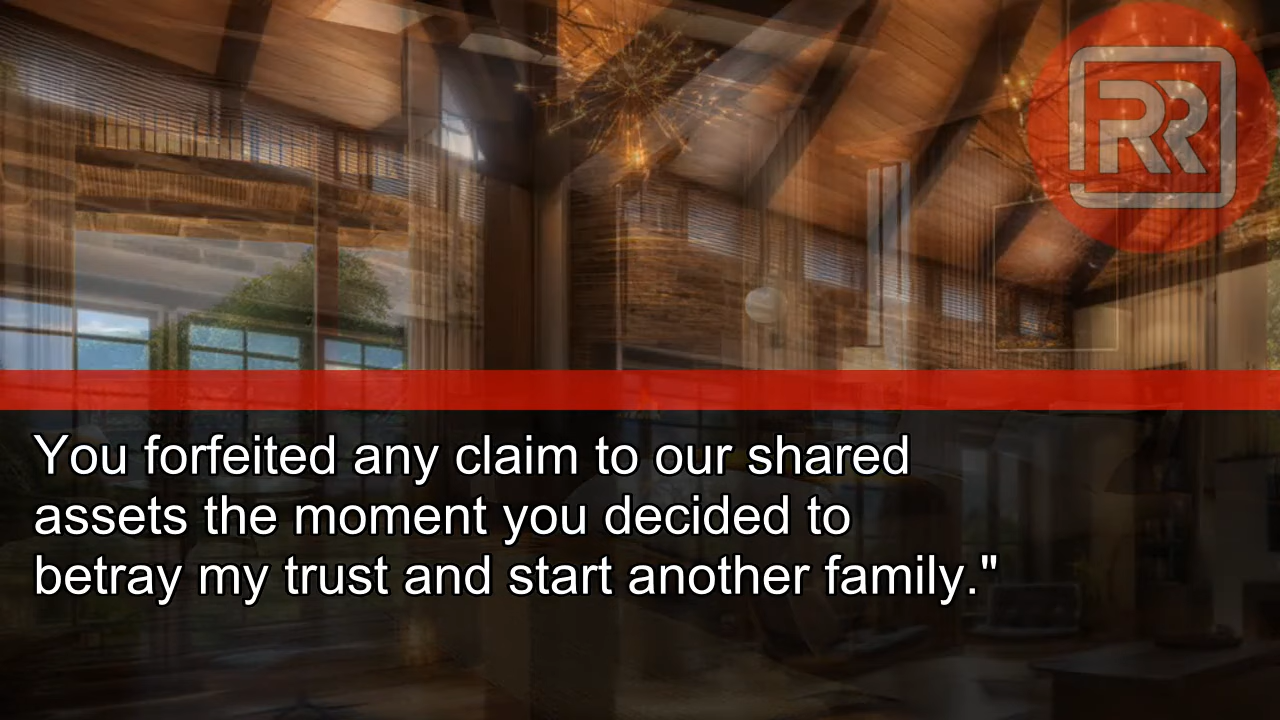 RR
You forfeited any claim to our shared
assets the moment you decided to
betray my trust and start another family."